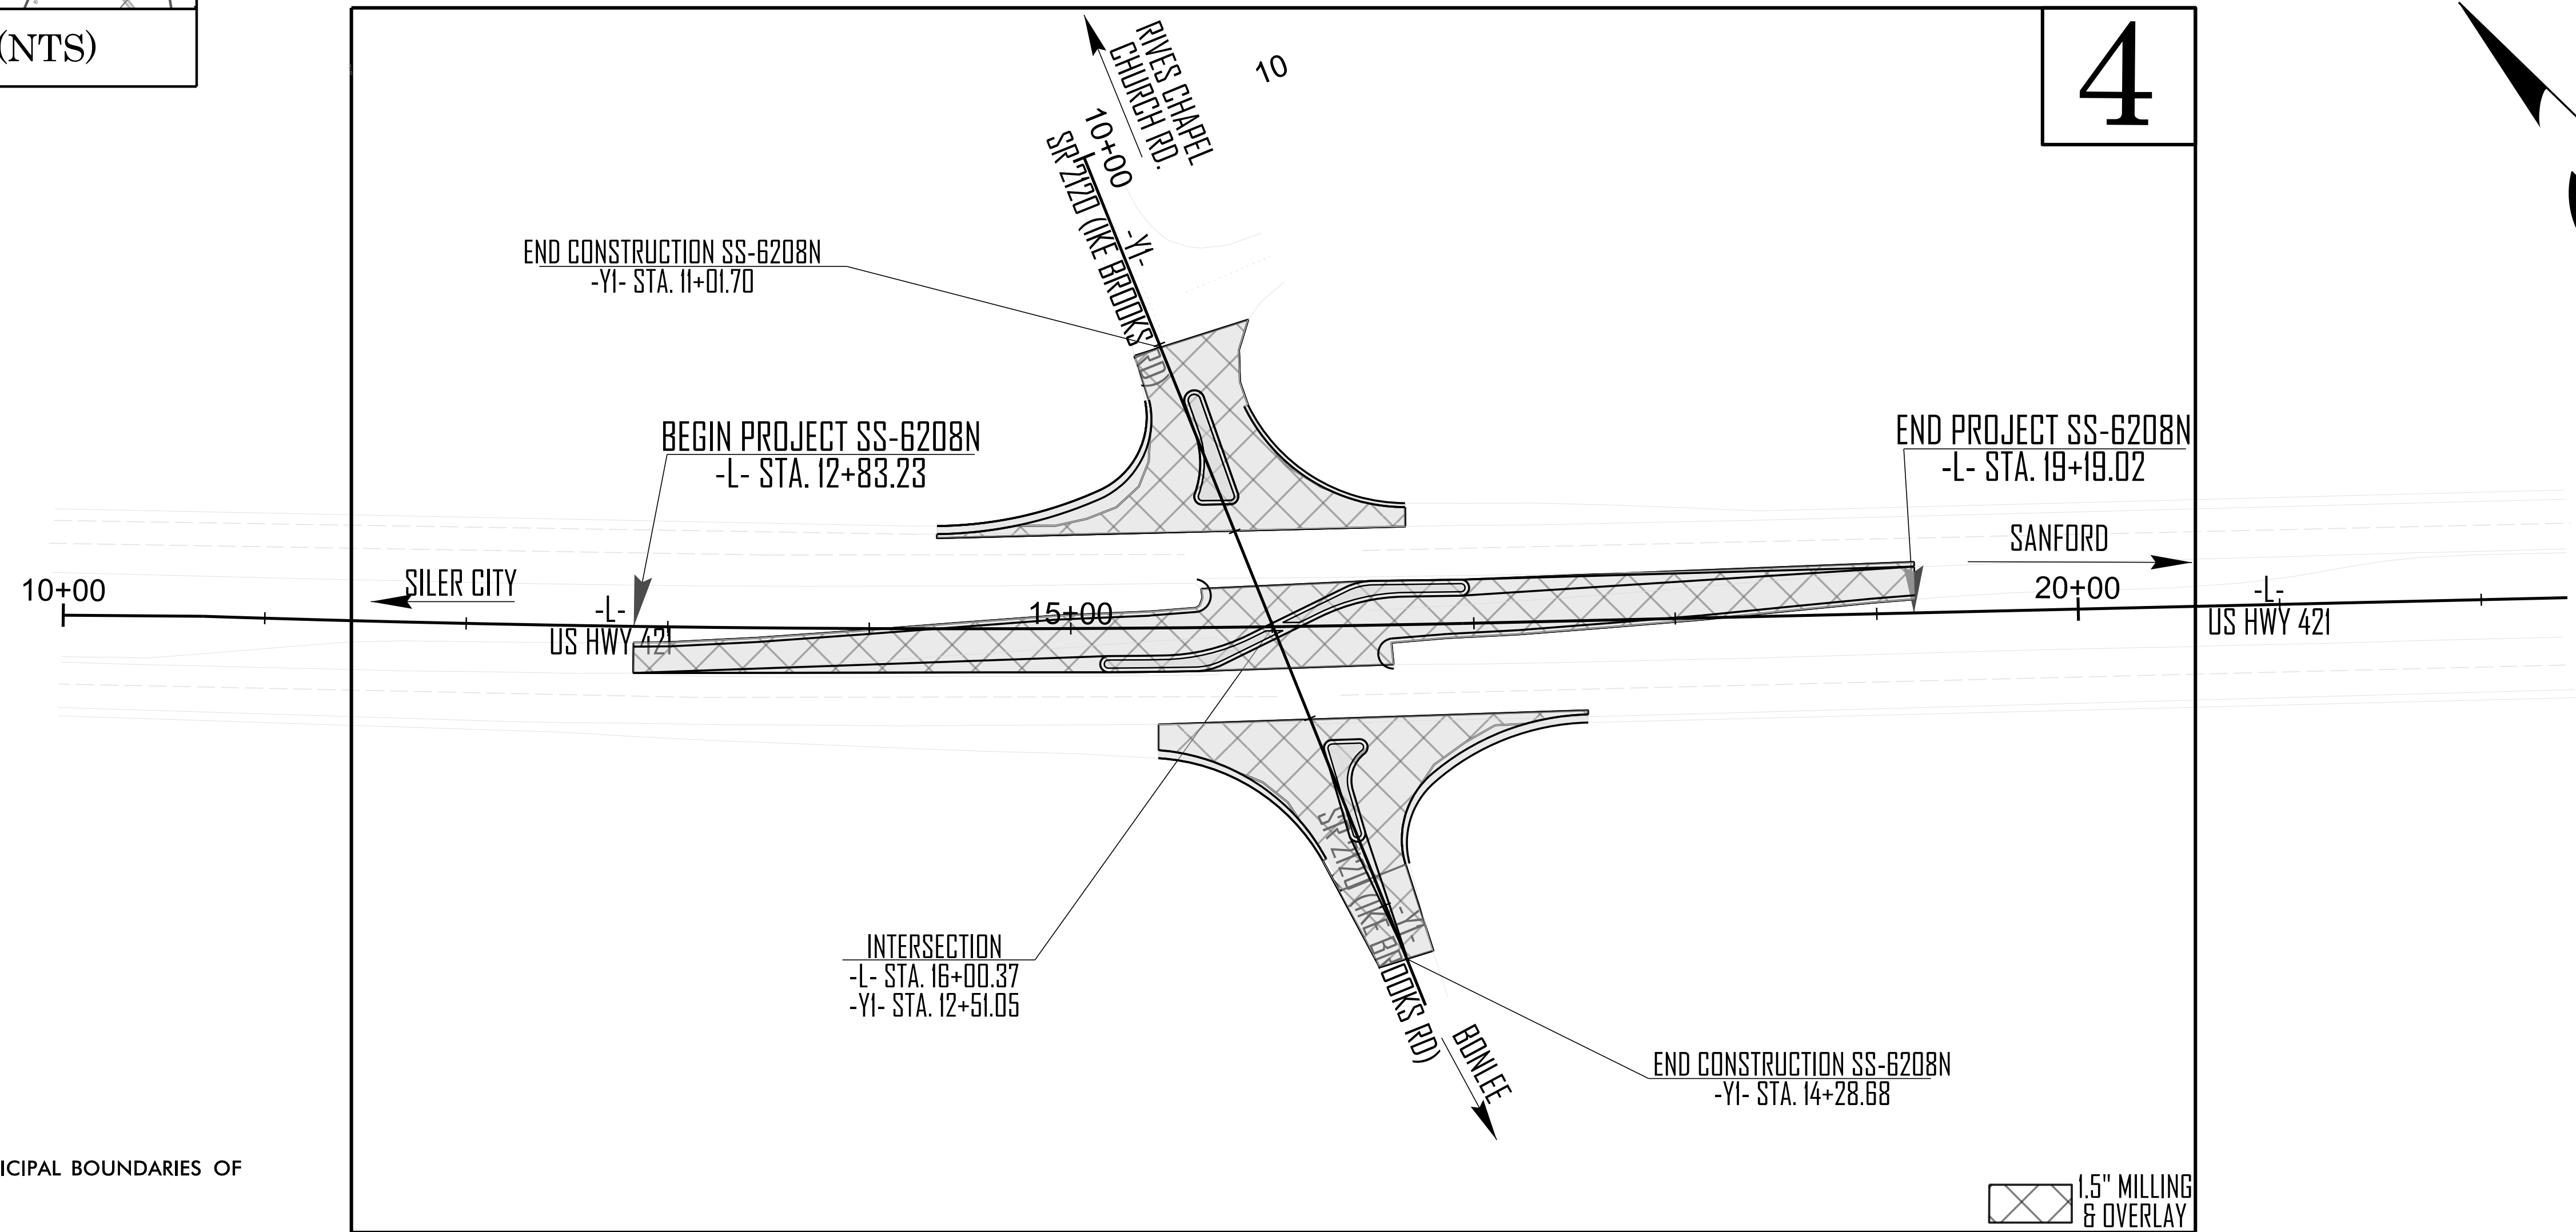 (NTS)
4
RIVES CHAPEL
CHURCH RD.
10
10+00
SR 2120 (IKE BROOKS RD)
-Y1-
END CONSTRUCTION SS-6208N
-Y1- STA. 11+01.70
BEGIN PROJECT SS-6208N
-L- STA. 12+83.23
END PROJECT SS-6208N
-L- STA. 19+19.02
SANFORD
SILER CITY
10+00
-L-
US HWY 421
15+00
20+00
-L-
US HWY 421
SR 2120 (IKE BROOKS RD)
-Y1-
INTERSECTION
-L- STA. 16+00.37
-Y1- STA. 12+51.05
BONLEE
END CONSTRUCTION SS-6208N
-Y1- STA. 14+28.68
ICIPAL BOUNDARIES OF
1.5" MILLING
& OVERLAY